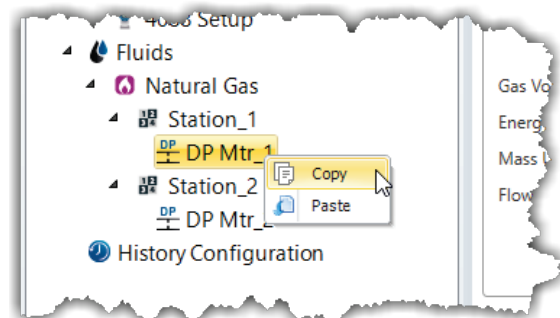 4088 Setup
Fluids
Natural Gas
Gas Vo
Station_1
Energ
DP
DP Mtr_1
Mass
Copy
Station_2
Flow
Paste
DP
DP Mtr_2
History Configuration